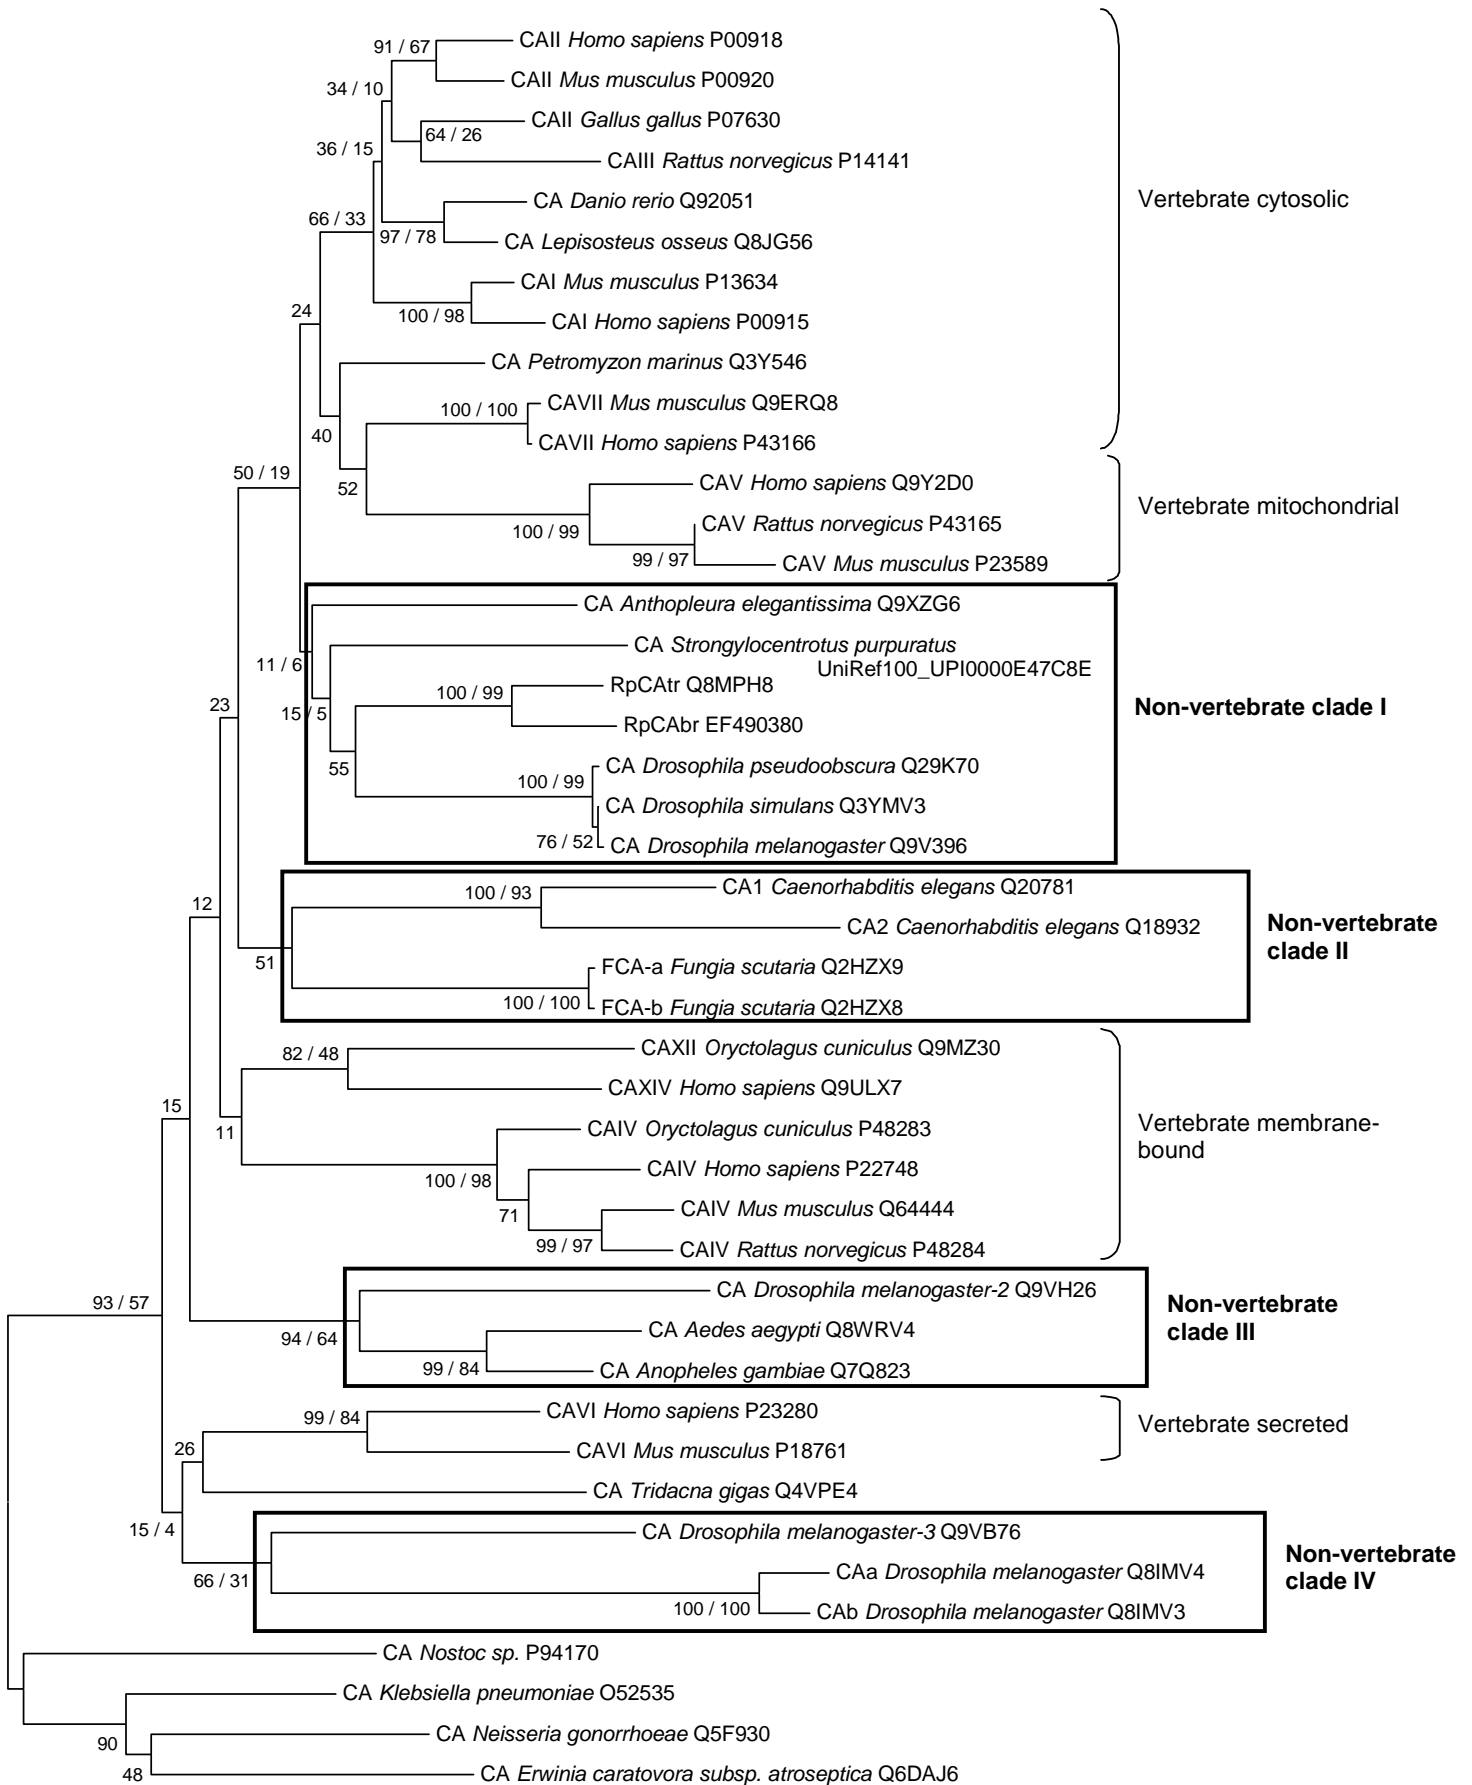 91 / 67
CAII Homo sapiens P00918
CAII Mus musculus P00920
34 / 10
CAII Gallus gallus P07630
64 / 26
36 / 15
CAIII Rattus norvegicus P14141
CA Danio rerio Q92051
Vertebrate cytosolic
66 / 33
97 / 78
CA Lepisosteus osseus Q8JG56
CAI Mus musculus P13634
24
100 / 98
CAI Homo sapiens P00915
CA Petromyzon marinus Q3Y546
100 / 100
CAVII Mus musculus Q9ERQ8
40
CAVII Homo sapiens P43166
50 / 19
52
CAV Homo sapiens Q9Y2D0
Vertebrate mitochondrial
100 / 99
CAV Rattus norvegicus P43165
99 / 97
CAV Mus musculus P23589
CA Anthopleura elegantissima Q9XZG6
11 / 6
CA Strongylocentrotus purpuratus
UniRef100_UPI0000E47C8E
100 / 99
RpCAtr Q8MPH8
23
15 / 5
RpCAbr EF490380
Non-vertebrate clade I
55
100 / 99
CA Drosophila pseudoobscura Q29K70
CA Drosophila simulans Q3YMV3
76 / 52
CA Drosophila melanogaster Q9V396
100 / 93
CA1 Caenorhabditis elegans Q20781
12
CA2 Caenorhabditis elegans Q18932
Non-vertebrate
clade II
51
FCA-a Fungia scutaria Q2HZX9
100 / 100
FCA-b Fungia scutaria Q2HZX8
82 / 48
CAXII Oryctolagus cuniculus Q9MZ30
CAXIV Homo sapiens Q9ULX7
15
11
CAIV Oryctolagus cuniculus P48283
Vertebrate membrane-
bound
100 / 98
CAIV Homo sapiens P22748
71
CAIV Mus musculus Q64444
99 / 97
CAIV Rattus norvegicus P48284
93 / 57
CA Drosophila melanogaster-2 Q9VH26
94 / 64
CA Aedes aegypti Q8WRV4
Non-vertebrate
clade III
99 / 84
CA Anopheles gambiae Q7Q823
99 / 84
CAVI Homo sapiens P23280
Vertebrate secreted
26
CAVI Mus musculus P18761
CA Tridacna gigas Q4VPE4
15 / 4
CA Drosophila melanogaster-3 Q9VB76
66 / 31
CAa Drosophila melanogaster Q8IMV4
Non-vertebrate
clade IV
100 / 100
CAb Drosophila melanogaster Q8IMV3
CA Nostoc sp. P94170
CA Klebsiella pneumoniae O52535
90
CA Neisseria gonorrhoeae Q5F930
48
CA Erwinia caratovora subsp. atroseptica Q6DAJ6